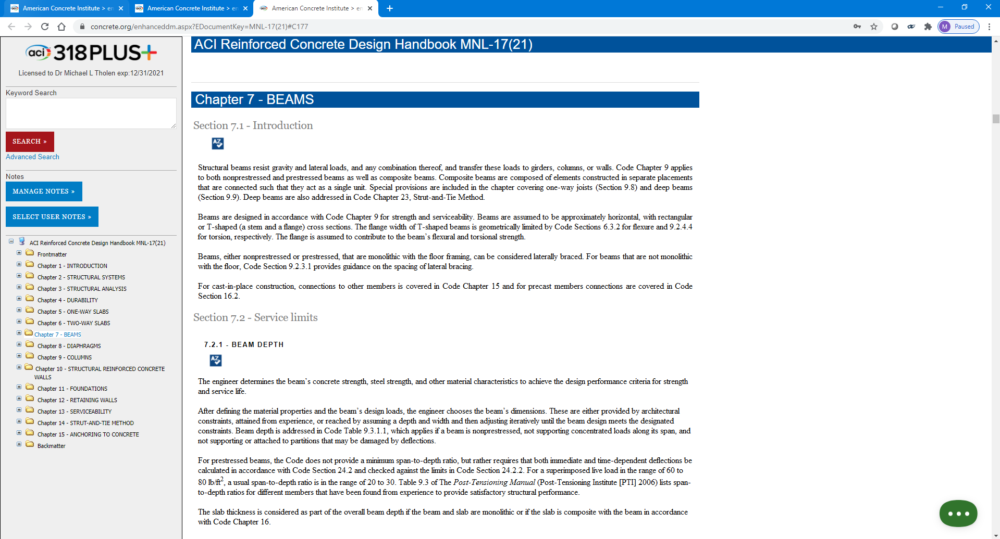 American Concrete Institute > en
American Concrete Institute > en
American Concrete Institute > en
concrete.org/enhanceddm.aspx?EDocumentKey=MNL-17(21)#C177
M Paused
aci 318PLUS+
Licensed to Dr Michael L Tholen exp:12/31/2021
Keyword Search
SEARCH »
Advanced Search
Notes
MANAGE NOTES »
SELECT USER NOTES »
ACI Reinforced Concrete Design Handbook MNL-17(21)
Frontmatter
Chapter 1 - INTRODUCTION
Chapter 2 - STRUCTURAL SYSTEMS
Chapter 3 - STRUCTURAL ANALYSIS
Chapter 4 - DURABILITY
Chapter 5 - ONE-WAY SLABS
Chapter 6 - TWO-WAY SLABS
Chapter 7 - BEAMS
Chapter 8 - DIAPHRAGMS
Chapter 9 - COLUMNS
Chapter 10 - STRUCTURAL REINFORCED CONCRETE
WALLS
Chapter 11 - FOUNDATIONS
Chapter 12 - RETAINING WALLS
Chapter 13 - SERVICEABILITY
Chapter 14 - STRUT-AND-TIE METHOD
Chapter 15 - ANCHORING TO CONCRETE
Backmatter
ACI Reinforced Concrete Design Handbook MNL-17(21)
Chapter 7 - BEAMS
Section 7.1 - Introduction
AZ
Structural beams resist gravity and lateral loads, and any combination thereof, and transfer these loads to girders, columns, or walls. Code Chapter 9 applies
to both nonprestressed and prestressed beams as well as composite beams. Composite beams are composed of elements constructed in separate placements
that are connected such that they act as a single unit. Special provisions are included in the chapter covering one-way joists (Section 9.8) and deep beams
(Section 9.9). Deep beams are also addressed in Code Chapter 23, Strut-and-Tie Method.
Beams are designed in accordance with Code Chapter 9 for strength and serviceability. Beams are assumed to be approximately horizontal, with rectangular
or T-shaped (a stem and a flange) cross sections. The flange width of T-shaped beams is geometrically limited by Code Sections 6.3.2 for flexure and 9.2.4.4
for torsion, respectively. The flange is assumed to contribute to the beam's flexural and torsional strength.
Beams, either nonprestressed or prestressed, that are monolithic with the floor framing, can be considered laterally braced. For beams that are not monolithic
with the floor, Code Section 9.2.3.1 provides guidance on the spacing of lateral bracing.
For cast-in-place construction, connections to other members is covered in Code Chapter 15 and for precast members connections are covered in Code
Section 16.2.
Section 7.2 - Service limits
7.2.1 - BEAM DEPTH
AZ
The engineer determines the beam's concrete strength, steel strength, and other material characteristics to achieve the design performance criteria for strength
and service life.
After defining the material properties and the beam's design loads, the engineer chooses the beam's dimensions. These are either provided by architectural
constraints, attained from experience, or reached by assuming a depth and width and then adjusting iteratively until the beam design meets the designated
constraints. Beam depth is addressed in Code Table 9.3.1.1, which applies if a beam is nonprestressed, not supporting concentrated loads along its span, and
not supporting or attached to partitions that may be damaged by deflections.
For prestressed beams, the Code does not provide a minimum span-to-depth ratio, but rather requires that both immediate and time-dependent deflections be
calculated in accordance with Code Section 24.2 and checked against the limits in Code Section 24.2.2. For a superimposed live load in the range of 60 to
80 lb/ft², a usual span-to-depth ratio is in the range of 20 to 30. Table 9.3 of The Post-Tensioning Manual (Post-Tensioning Institute [PTI] 2006) lists span-
to-depth ratios for different members that have been found from experience to provide satisfactory structural performance.
The slab thickness is considered as part of the overall beam depth if the beam and slab are monolithic or if the slab is composite with the beam in accordance
with Code Chapter 16.